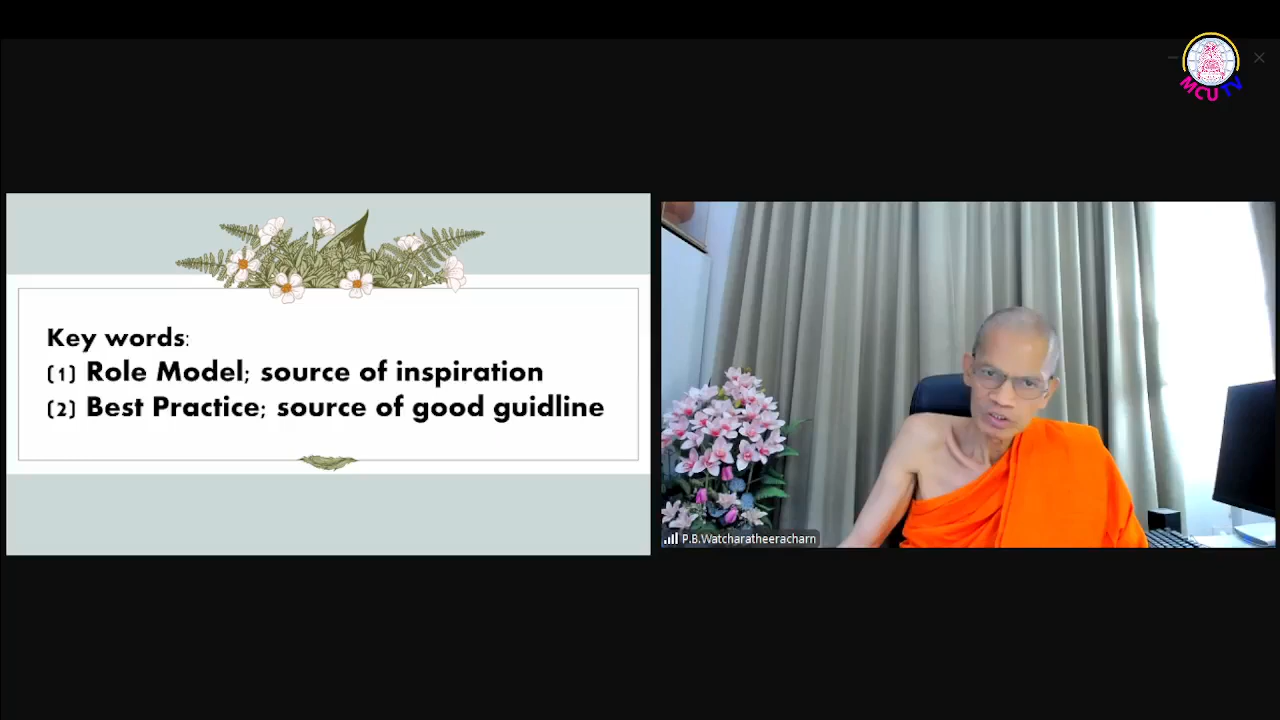 MCU TV
Key words:
(1) Role Model; source of inspiration
(2) Best Practice; source of good guidline
P.B.Watcharatheeracharn